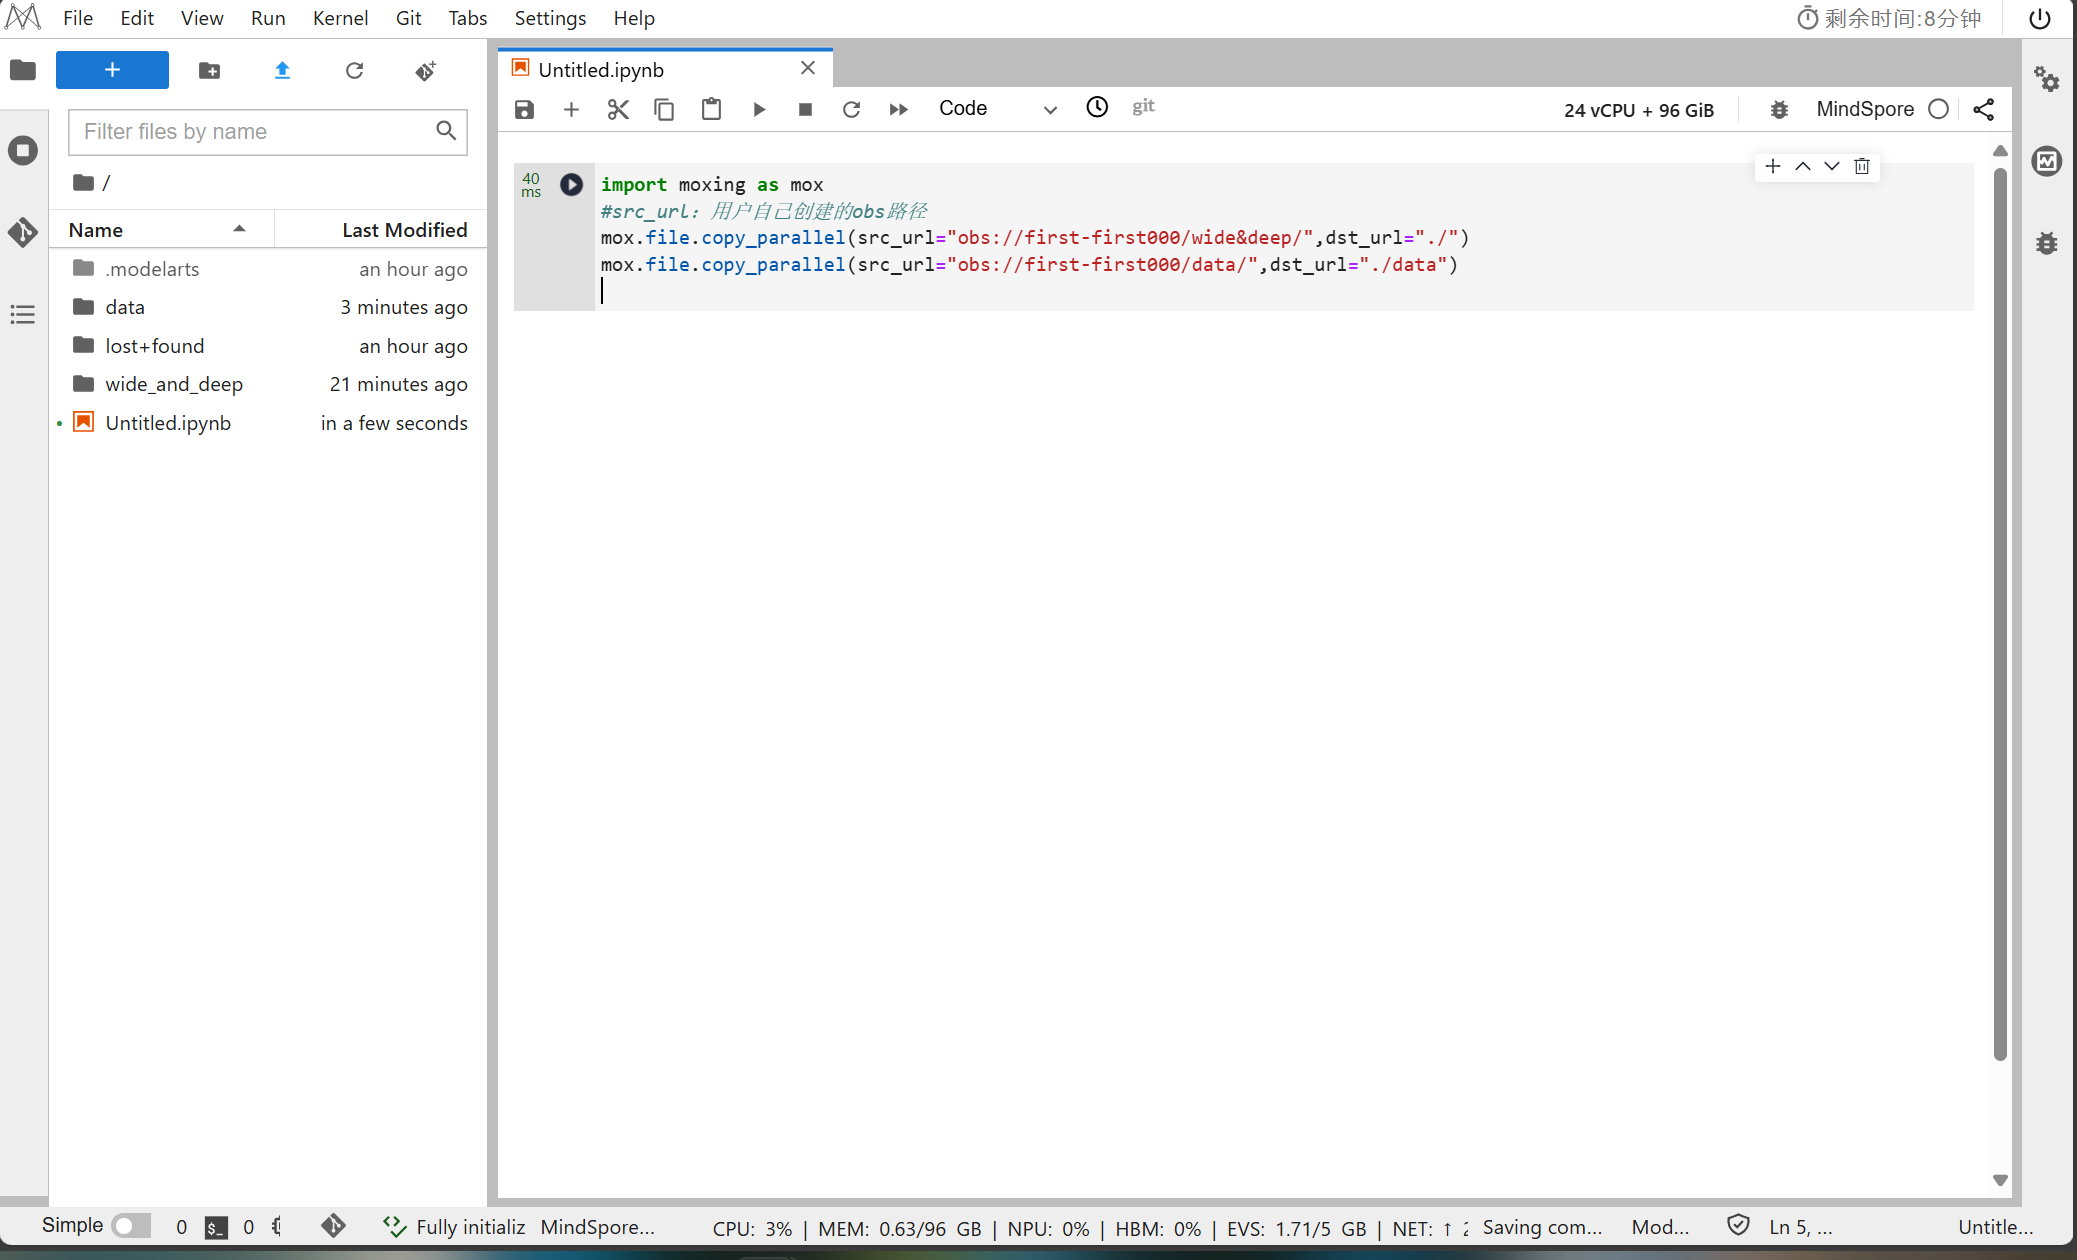 File Edit View Run Kernel Git Tabs Settings Help 剩余时间:8分钟
Untitled.ipynb
Code git 24 vCPU + 96 GiB MindSpore
Filter files by name
/
Name Last Modified
.modelarts an hour ago
data 3 minutes ago
lost+found an hour ago
wide_and_deep 21 minutes ago
Untitled.ipynb in a few seconds
40
ms
import moxing as mox
#src_url: 用户自己创建的obs路径
mox.file.copy_parallel(src_url="obs://first-first000/wide&deep/",dst_url="./")
mox.file.copy_parallel(src_url="obs://first-first000/data/",dst_url="./data")
Simple 0 $_ 0 Fully initializ MindSpore... CPU: 3% | MEM: 0.63/96 GB | NPU: 0% | HBM: 0% | EVS: 1.71/5 GB | NET: ↑ Saving com... Mod... Ln 5, ... Untitle...